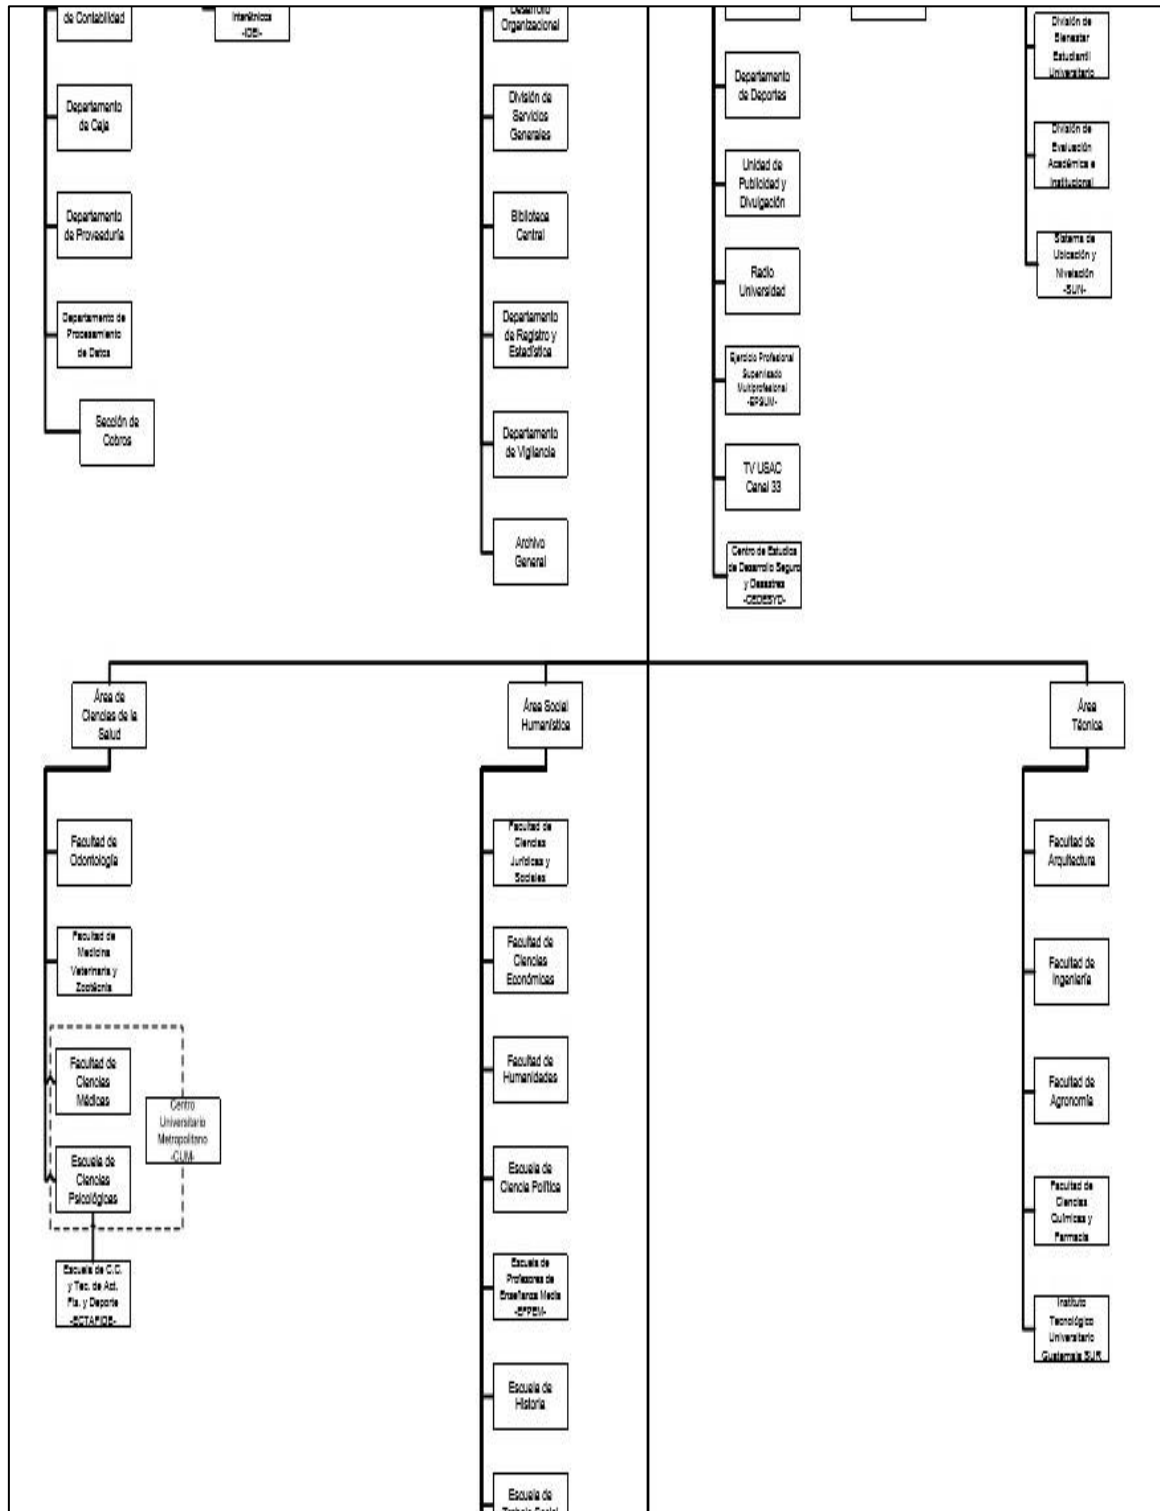 de Contabilidad
Interétnicos
-IDEI-
Desarrollo
Organizacional
División de
Bienestar
Estudiantil
Universitario
Departamento
de Caja
División de
Servicios
Generales
Departamento
de Deportes
División de
Evaluación
Académica e
Institucional
Departamento
de Proveeduría
Biblioteca
Central
Unidad de
Publicidad y
Divulgación
Sistema de
Ubicación y
Nivelación
-SUN-
Departamento de
Procesamiento
de Datos
Departamento
de Registro y
Estadística
Radio
Universidad
Sección de
Cobros
Departamento
de Vigilancia
Ejercicio Profesional
Supervisado
Multiprofesional
-EPSUM-
Archivo
General
TV USAC
Canal 33
Centro de Estudios
de Desarrollo Seguro
y Desastres
-CEDESYD-
Área de
Ciencias de la
Salud
Área Social
Humanística
Área
Técnica
Facultad de
Odontología
Facultad de
Ciencias
Jurídicas y
Sociales
Facultad de
Arquitectura
Facultad de
Medicina
Veterinaria y
Zootécnia
Facultad de
Ciencias
Económicas
Facultad de
Ingeniería
Facultad de
Ciencias
Médicas
Centro
Universitario
Metropolitano
-CUM-
Facultad de
Humanidades
Facultad de
Agronomía
Escuela de
Ciencias
Psicológicas
Escuela de
Ciencia Política
Facultad de
Ciencias
Químicas y
Farmacia
Escuela de C.C.
y Tec. de Act.
Fís. y Deporte
-ECTAFIDE-
Escuela de
Profesores de
Enseñanza Media
-EFPEM-
Instituto
Tecnológico
Universitario
Guatemala SUR
Escuela de
Historia
Escuela de
Trabajo Social